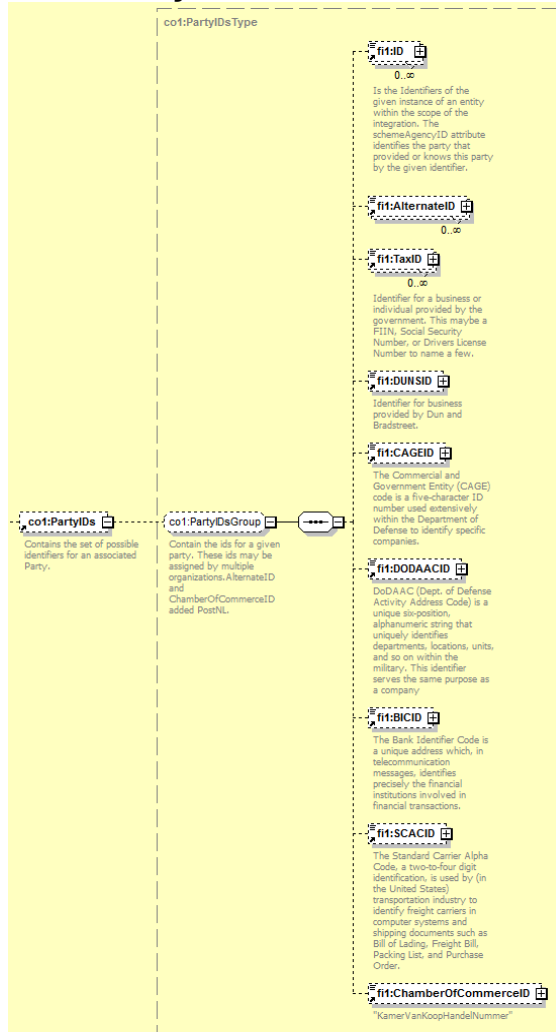 co1:PartyIDsType
fi1:ID
0..∞
Is the Identifiers of the
given instance of an entity
within the scope of the
integration. The
schemeAgencyID attribute
identifies the party that
provided or knows this party
by the given identifier.
fi1:AlternateID
0..∞
fi1:TaxID
0..∞
Identifier for a business or
individual provided by the
government. This maybe a
FIIN, Social Security
Number, or Drivers License
Number to name a few.
fi1:DUNSID
Identifier for business
provided by Dun and
Bradstreet.
fi1:CAGEID
The Commercial and
Government Entity (CAGE)
code is a five-character ID
number used extensively
within the Department of
Defense to identify specific
companies.
co1:PartyIDs
Contains the set of possible
identifiers for an associated
Party.
co1:PartyIDsGroup
Contain the ids for a given
party. These ids may be
assigned by multiple
organizations.AlternateID
and
ChamberOfCommerceID
added PostNL.
fi1:DODAACID
DoDAAC (Dept. of Defense
Activity Address Code) is a
unique six-position,
alphanumeric string that
uniquely identifies
departments, locations, units,
and so on within the
military. This identifier
serves the same purpose as
a company
fi1:BICID
The Bank Identifier Code is
a unique address which, in
telecommunication
messages, identifies
precisely the financial
institutions involved in
financial transactions.
fi1:SCACID
The Standard Carrier Alpha
Code, a two-to-four digit
identification, is used by (in
the United States)
transportation industry to
identify freight carriers in
computer systems and
shipping documents such as
Bill of Lading, Freight Bill,
Packing List, and Purchase
Order.
fi1:ChamberOfCommerceID
"KamerVanKoopHandelNummer"